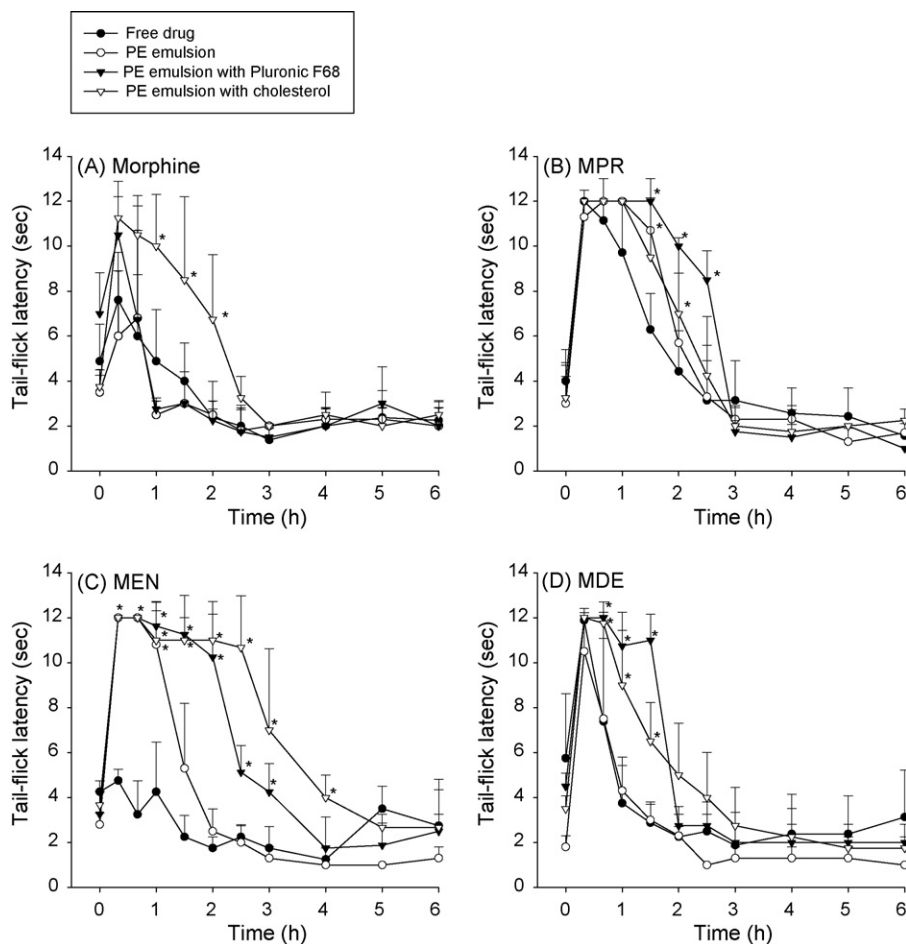 Free drug
PE emulsion
PE emulsion with Pluronic F68
PE emulsion with cholesterol
(A) Morphine
Tail-flick latency (sec)
14
12
10
8
6
4
2
0
* * *
0 1 2 3 4 5 6
Time (h)
(B) MPR
Tail-flick latency (sec)
14
12
10
8
6
4
2
0
* * * * *
0 1 2 3 4 5 6
Time (h)
(C) MEN
Tail-flick latency (sec)
14
12
10
8
6
4
2
0
* * * * * * * * * * * *
0 1 2 3 4 5 6
Time (h)
(D) MDE
Tail-flick latency (sec)
14
12
10
8
6
4
2
0
* * * * * *
0 1 2 3 4 5 6
Time (h)